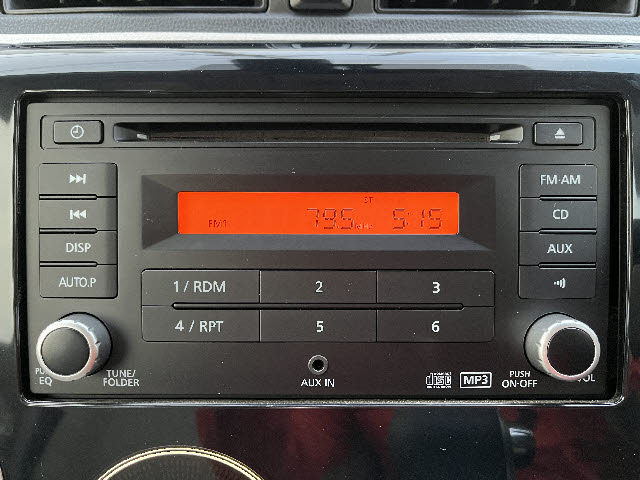 FM·AM
ST
FM1 79.5 MHz 5:15
CD
DISP
AUX
AUTO.P
1 / RDM 2 3
4 / RPT 5 6
EQ
TUNE/
FOLDER
AUX IN
MP3
PUSH
ON·OFF
VOL